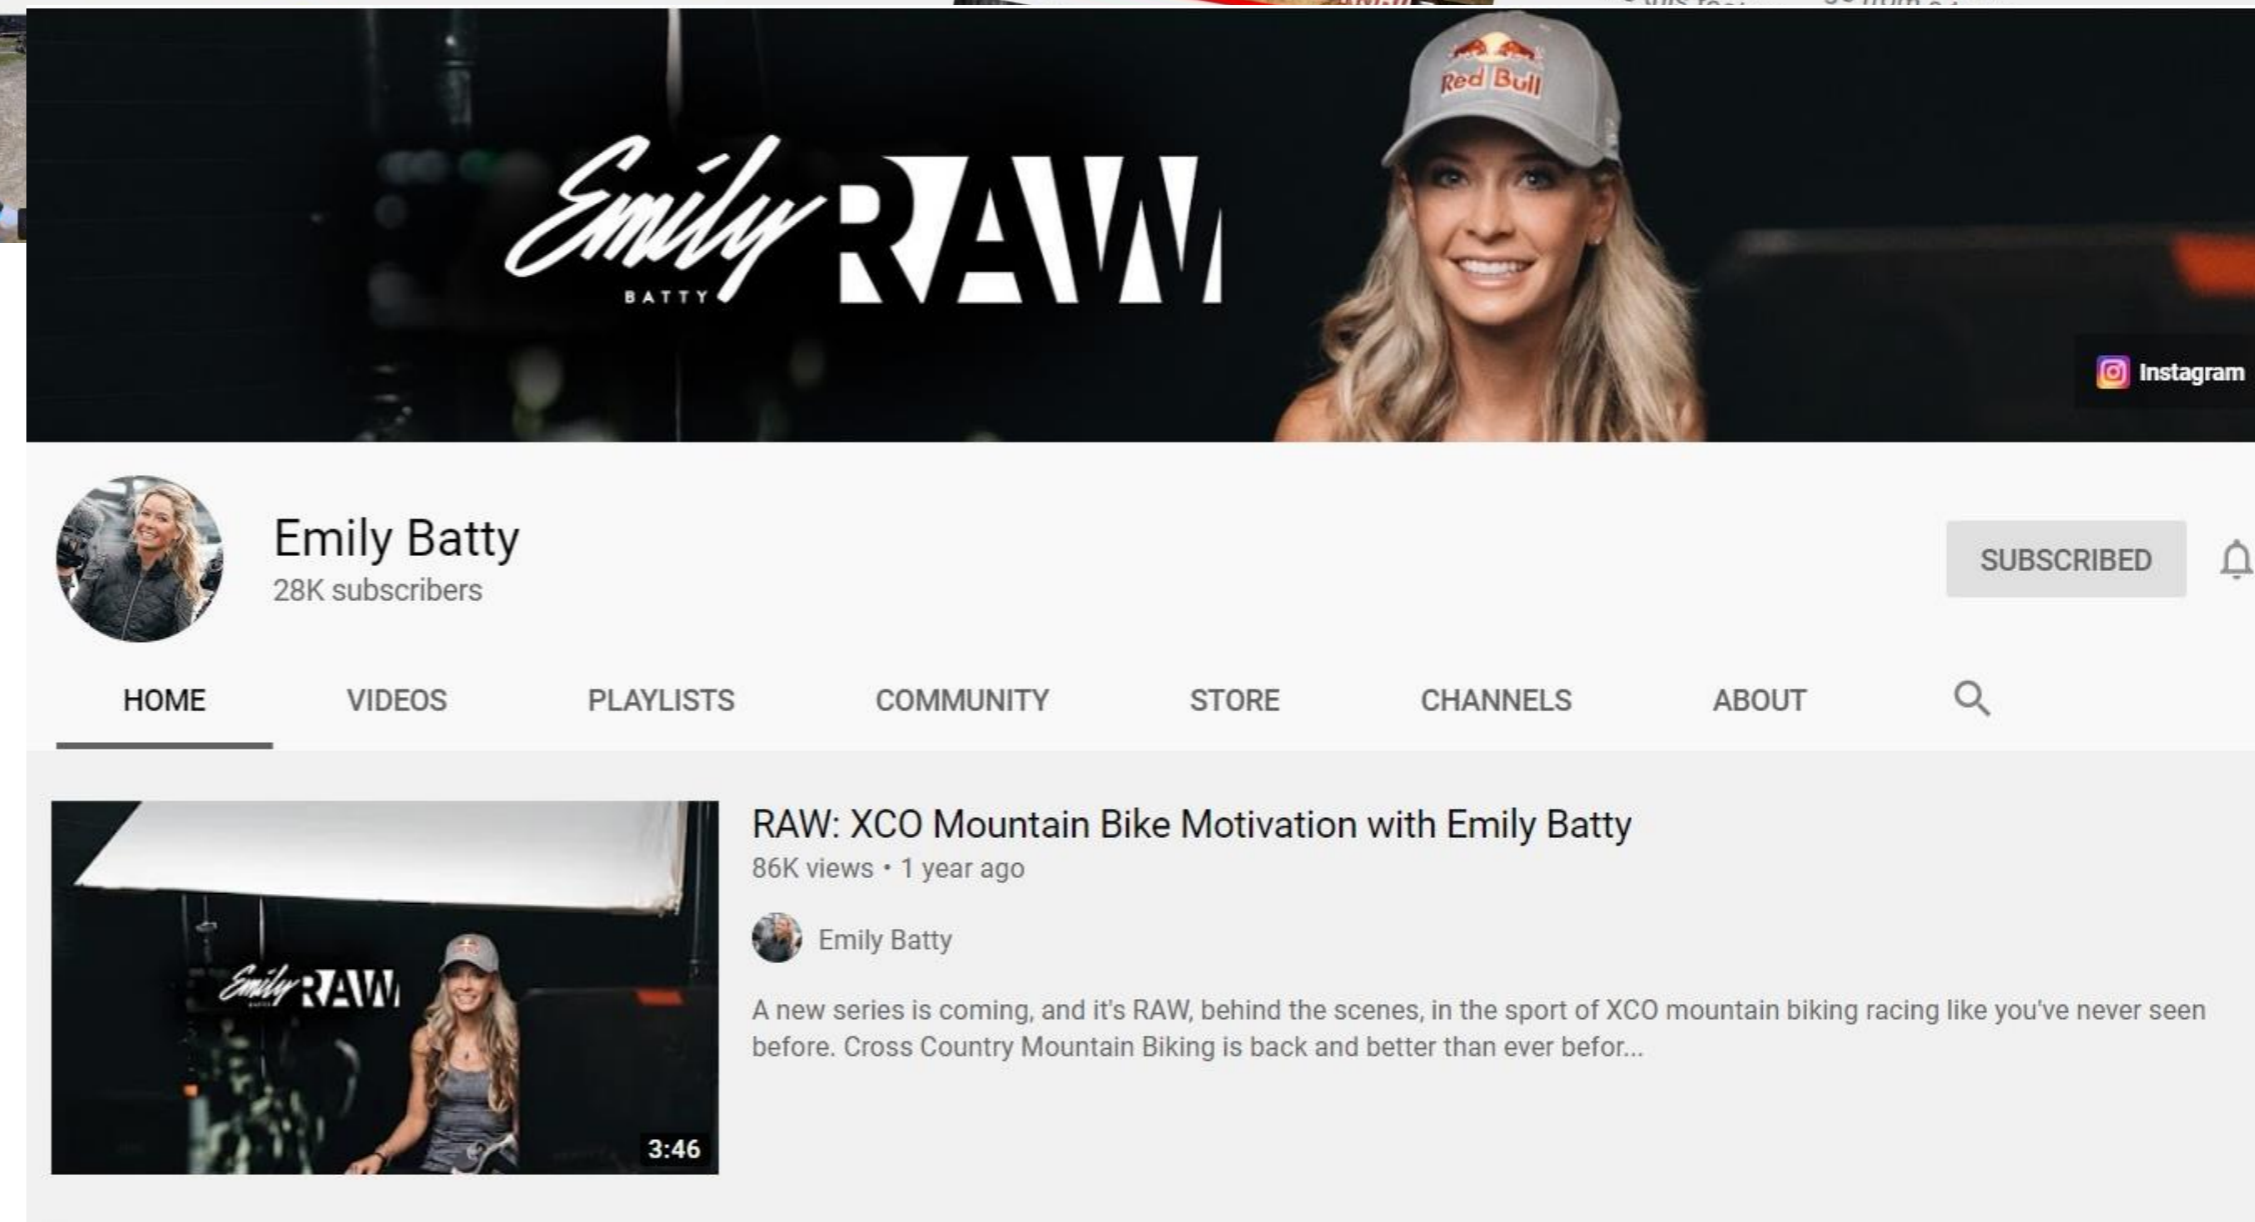 Red Bull
Emily RAW
BATTY
Instagram
Emily Batty
28K subscribers
SUBSCRIBED
HOME VIDEOS PLAYLISTS COMMUNITY STORE CHANNELS ABOUT
RAW: XCO Mountain Bike Motivation with Emily Batty
86K views • 1 year ago
Emily Batty
A new series is coming, and it's RAW, behind the scenes, in the sport of XCO mountain biking racing like you've never seen
before. Cross Country Mountain Biking is back and better than ever befor...
Emily RAW
3:46